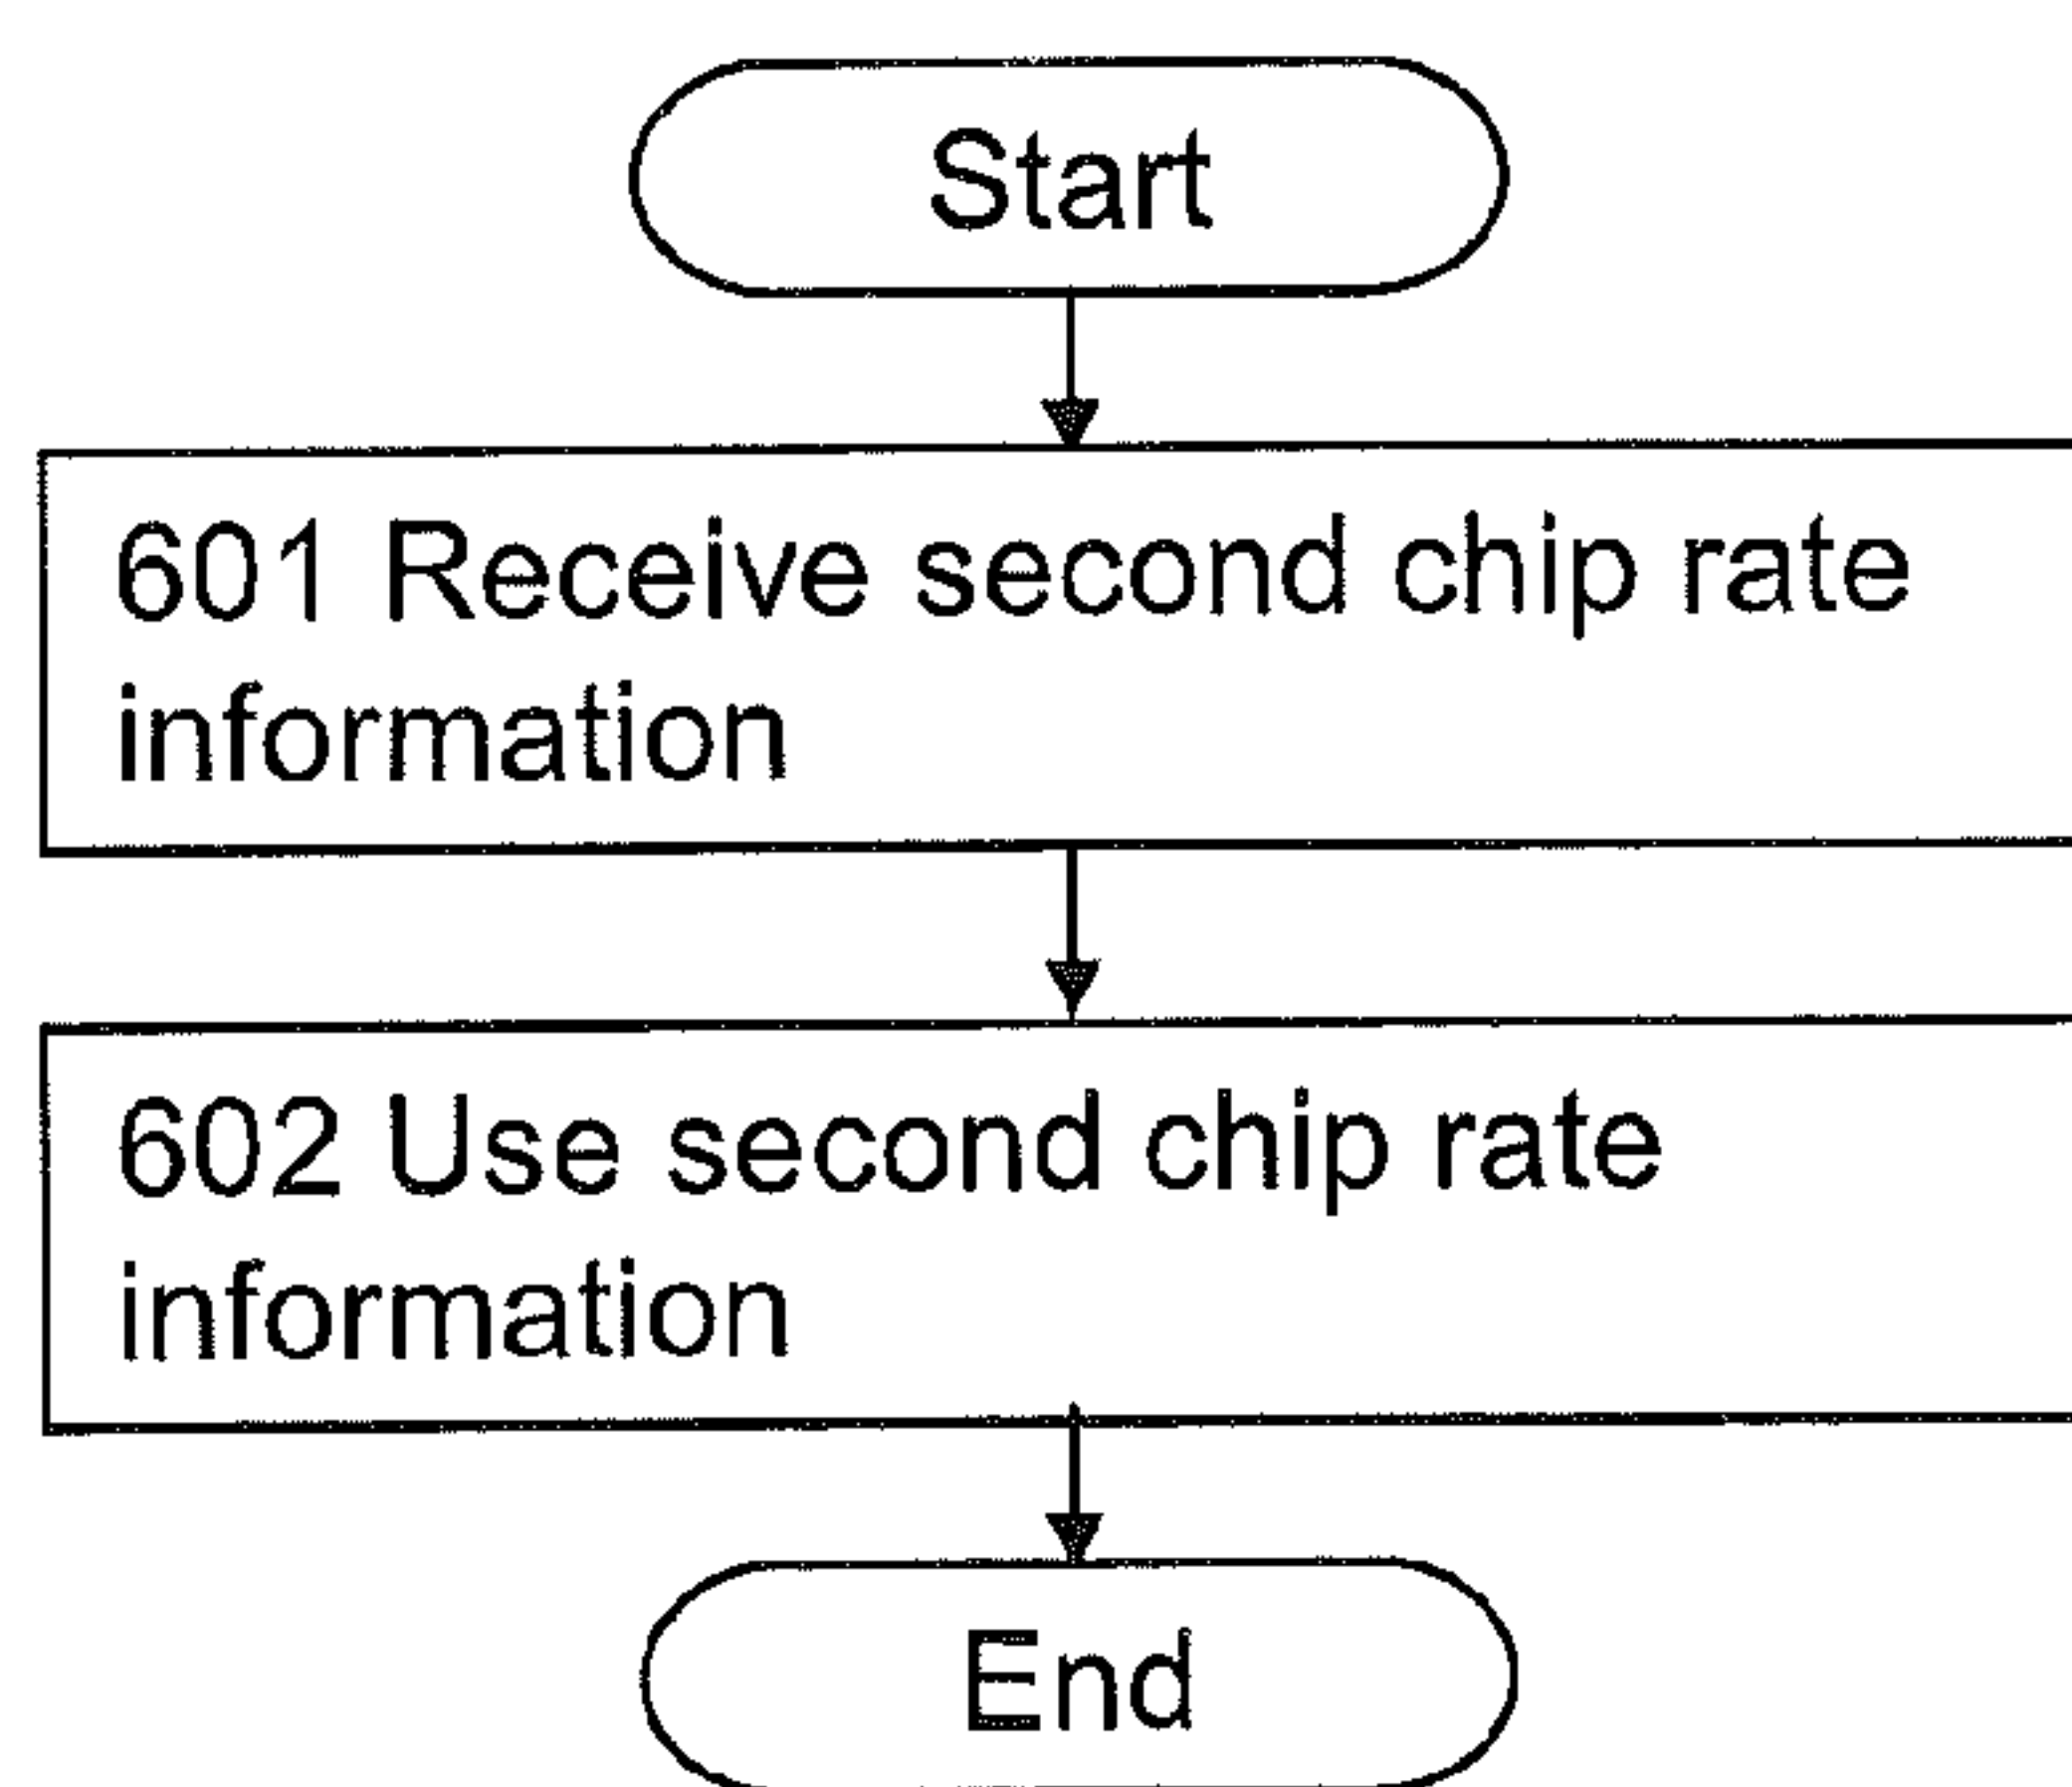 Start
601 Receive second chip rate
information
602 Use second chip rate
information
End